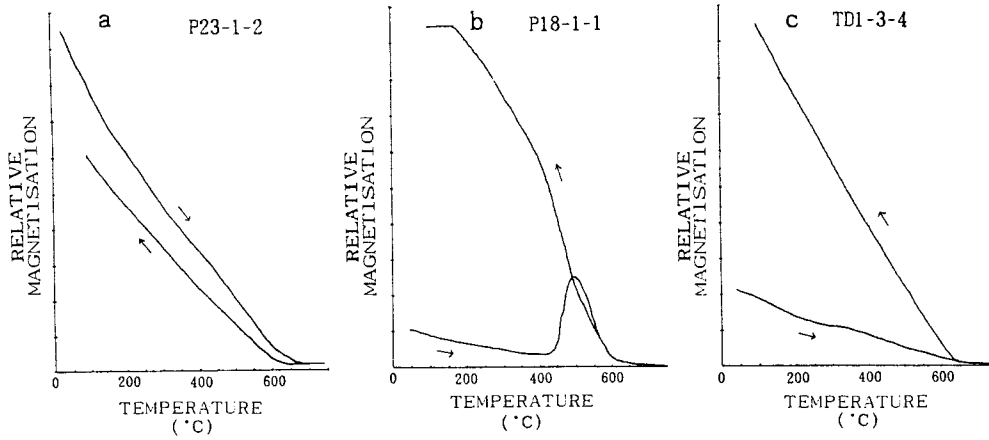 a P23-1-2
RELATIVE
MAGNETISATION
0 200 400 600
TEMPERATURE
(°C)
b P18-1-1
RELATIVE
MAGNETISATION
0 200 400 600
TEMPERATURE
(°C)
c TD1-3-4
RELATIVE
MAGNETISATION
0 200 400 600
TEMPERATURE
(°C)